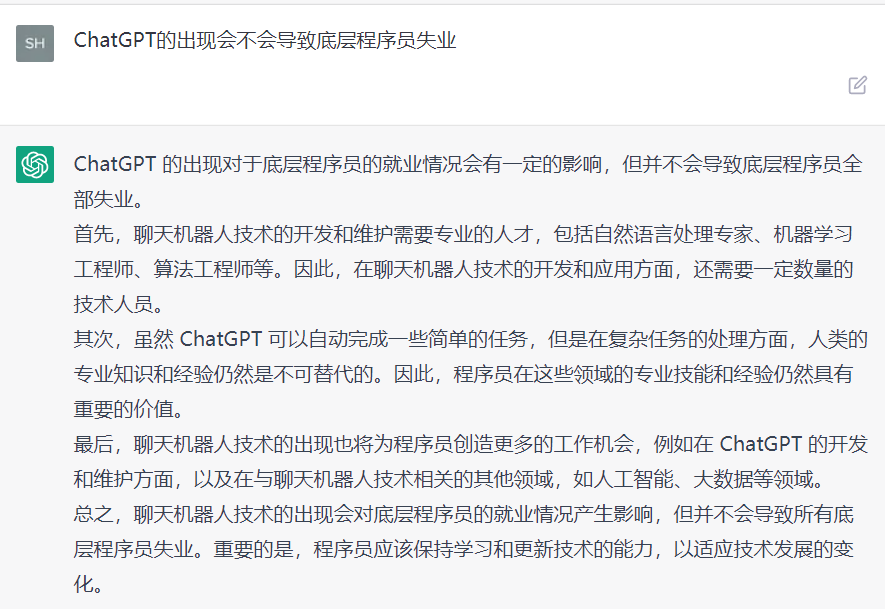 SH
ChatGPT的出现会不会导致底层程序员失业
ChatGPT 的出现对于底层程序员的就业情况会有一定的影响，但并不会导致底层程序员全
部失业。
首先，聊天机器人技术的开发和维护需要专业的人才，包括自然语言处理专家、机器学习
工程师、算法工程师等。因此，在聊天机器人技术的开发和应用方面，还需要一定数量的
技术人员。
其次，虽然 ChatGPT 可以自动完成一些简单的任务，但是在复杂任务的处理方面，人类的
专业知识和经验仍然是不可替代的。因此，程序员在这些领域的专业技能和经验仍然具有
重要的价值。
最后，聊天机器人技术的出现也将为程序员创造更多的工作机会，例如在 ChatGPT 的开发
和维护方面，以及在与聊天机器人技术相关的其他领域，如人工智能、大数据等领域。
总之，聊天机器人技术的出现会对底层程序员的就业情况产生影响，但并不会导致所有底
层程序员失业。重要的是，程序员应该保持学习和更新技术的能力，以适应技术发展的变
化。